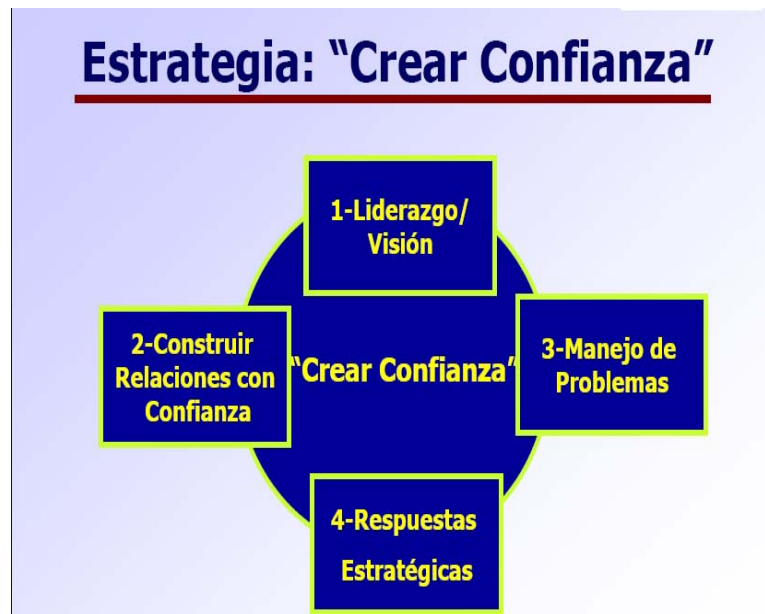 Estrategia: “Crear Confianza”
1-Liderazgo/
Visión
2-Construir
Relaciones con
Confianza
“Crear Confianza”
3-Manejo de
Problemas
4-Respuestas
Estratégicas